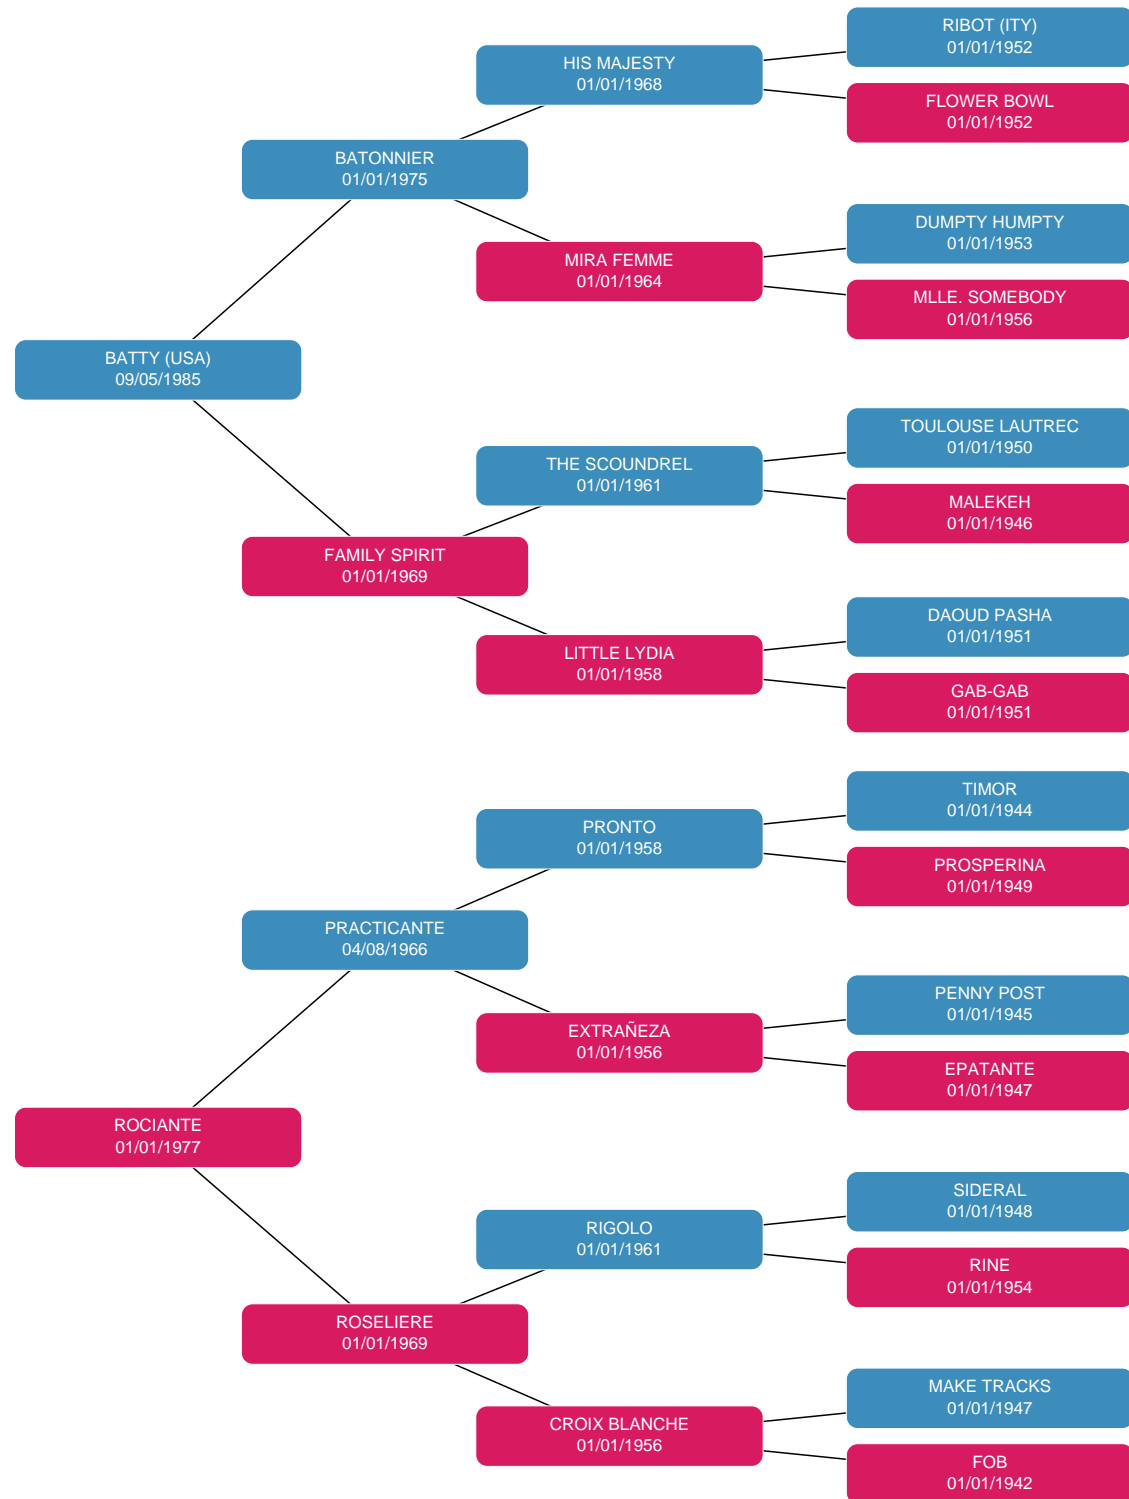 RIBOT (ITY)
01/01/1952
HIS MAJESTY
01/01/1968
FLOWER BOWL
01/01/1952
BATONNIER
01/01/1975
DUMPTY HUMPTY
01/01/1953
MIRA FEMME
01/01/1964
MLLE. SOMEBODY
01/01/1956
BATTY (USA)
09/05/1985
TOULOUSE LAUTREC
01/01/1950
THE SCOUNDREL
01/01/1961
MALEKEH
01/01/1946
FAMILY SPIRIT
01/01/1969
DAOUD PASHA
01/01/1951
LITTLE LYDIA
01/01/1958
GAB-GAB
01/01/1951
TIMOR
01/01/1944
PRONTO
01/01/1958
PROSPERINA
01/01/1949
PRACTICANTE
04/08/1966
PENNY POST
01/01/1945
EXTRAÑEZA
01/01/1956
EPATANTE
01/01/1947
ROCIANTE
01/01/1977
SIDERAL
01/01/1948
RIGOLO
01/01/1961
RINE
01/01/1954
ROSELIERE
01/01/1969
MAKE TRACKS
01/01/1947
CROIX BLANCHE
01/01/1956
FOB
01/01/1942